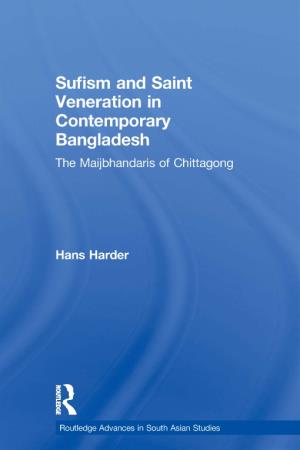 Sufism and Saint
Veneration in
Contemporary
Bangladesh
The Maijbhandaris of Chittagong
Hans Harder
ROUTLEDGE
Routledge Advances in South Asian Studies